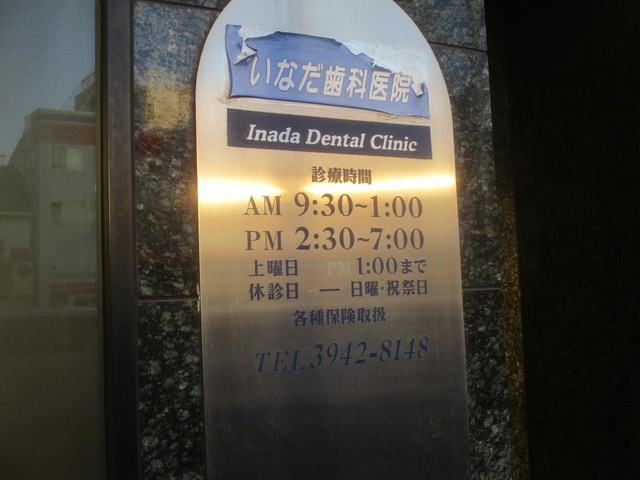 いなだ歯科医院
Inada Dental Clinic
診療時間
AM 9:30~1:00
PM 2:30~7:00
土曜日 PM 1:00まで
休診日 — 日曜・祝祭日
各種保険取扱
TEL 3942-8148